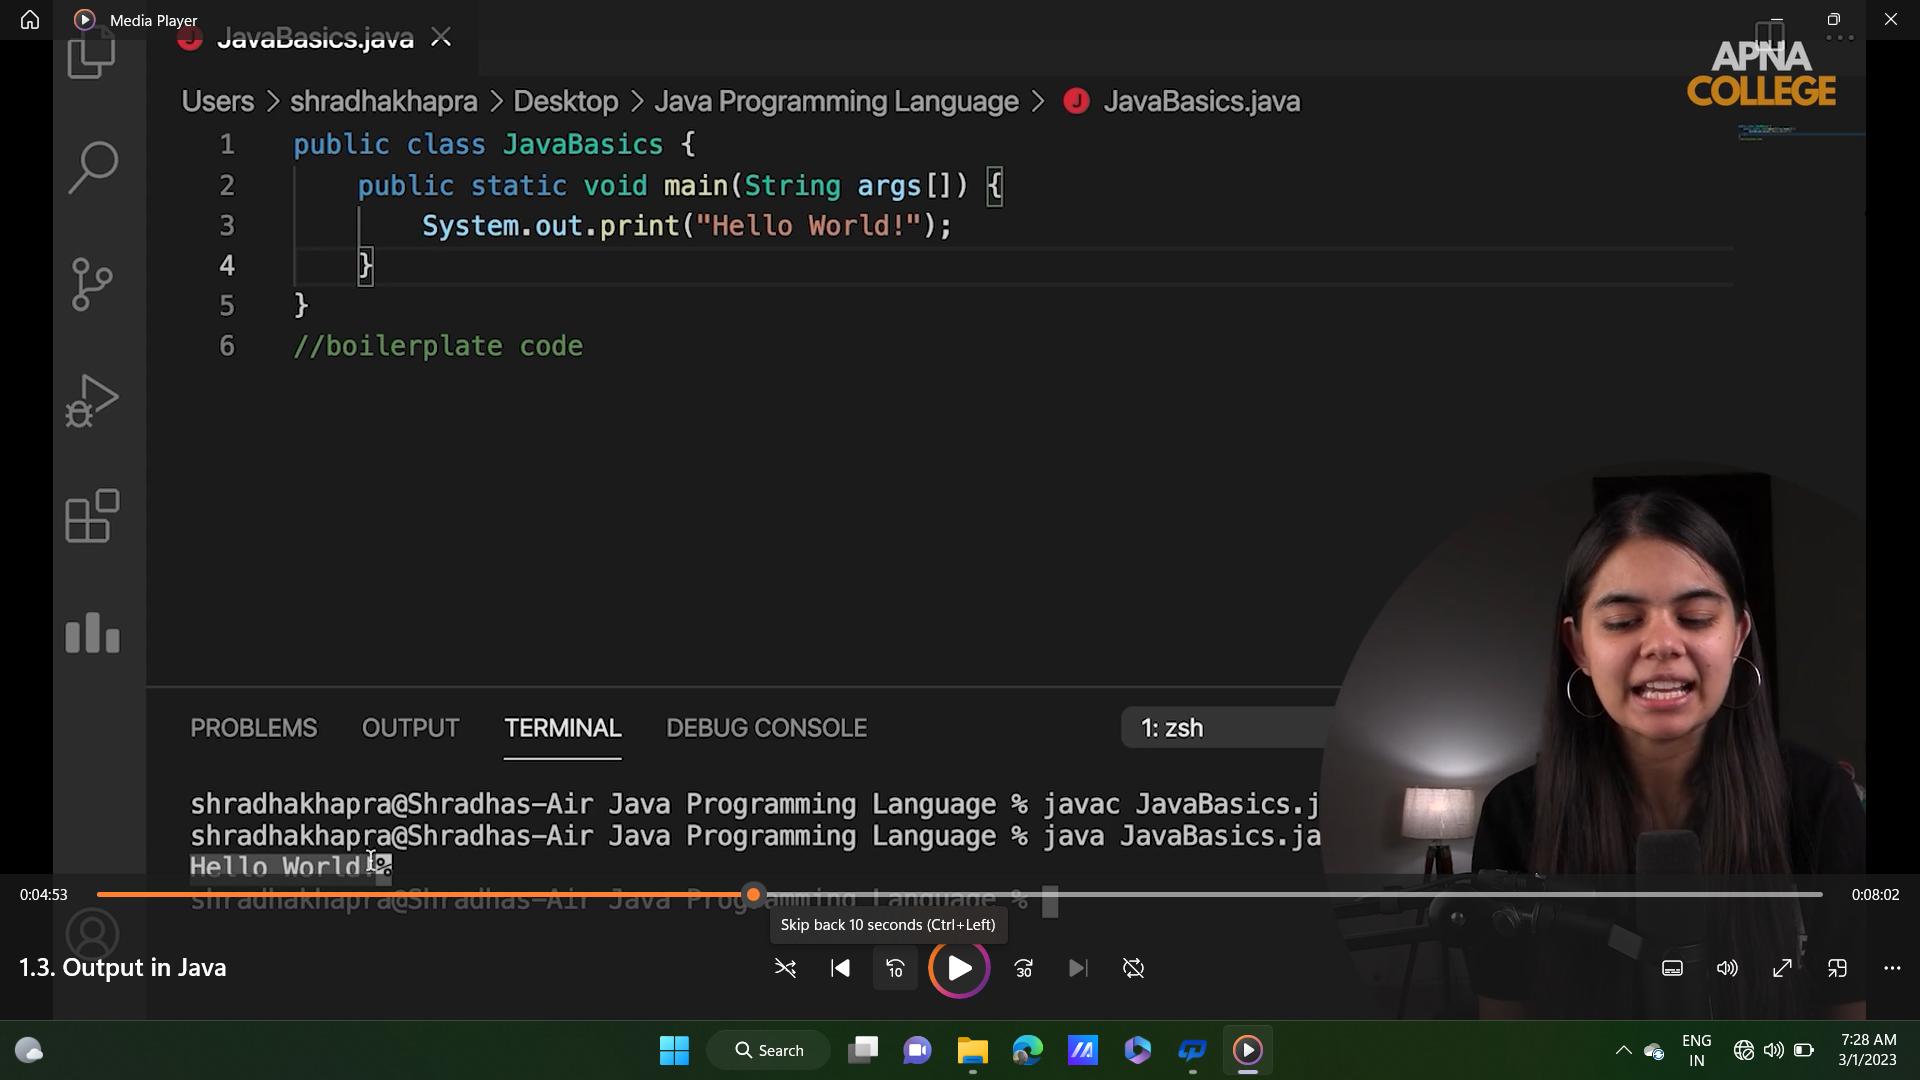 Media Player
JavaBasics.java
APNA
COLLEGE
Users > shradhakhapra > Desktop > Java Programming Language > JavaBasics.java
1 public class JavaBasics {
2 public static void main(String args[]) {
3 System.out.print("Hello World!");
4 }
5 }
6 //boilerplate code
PROBLEMS OUTPUT TERMINAL DEBUG CONSOLE 1: zsh
shradhakhapra@Shradhas-Air Java Programming Language % javac JavaBasics.j
shradhakhapra@Shradhas-Air Java Programming Language % java JavaBasics.ja
Hello World!%
shradhakhapra@Shradhas-Air Java Programming Language %
0:04:53 0:08:02
Skip back 10 seconds (Ctrl+Left)
1.3. Output in Java
10 30
Search
ENG
IN
7:28 AM
3/1/2023